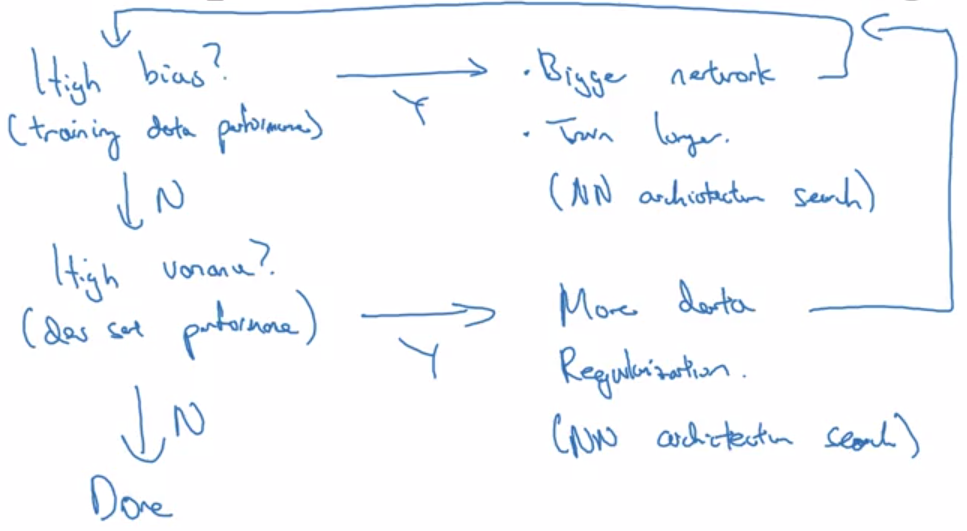 High bias?
(training data performance)
Y
· Bigger network
· Train longer.
(NN architecture search)
N
High variance?
(dev set performance)
Y
More data
Regularization.
(NN architecture search)
N
Done